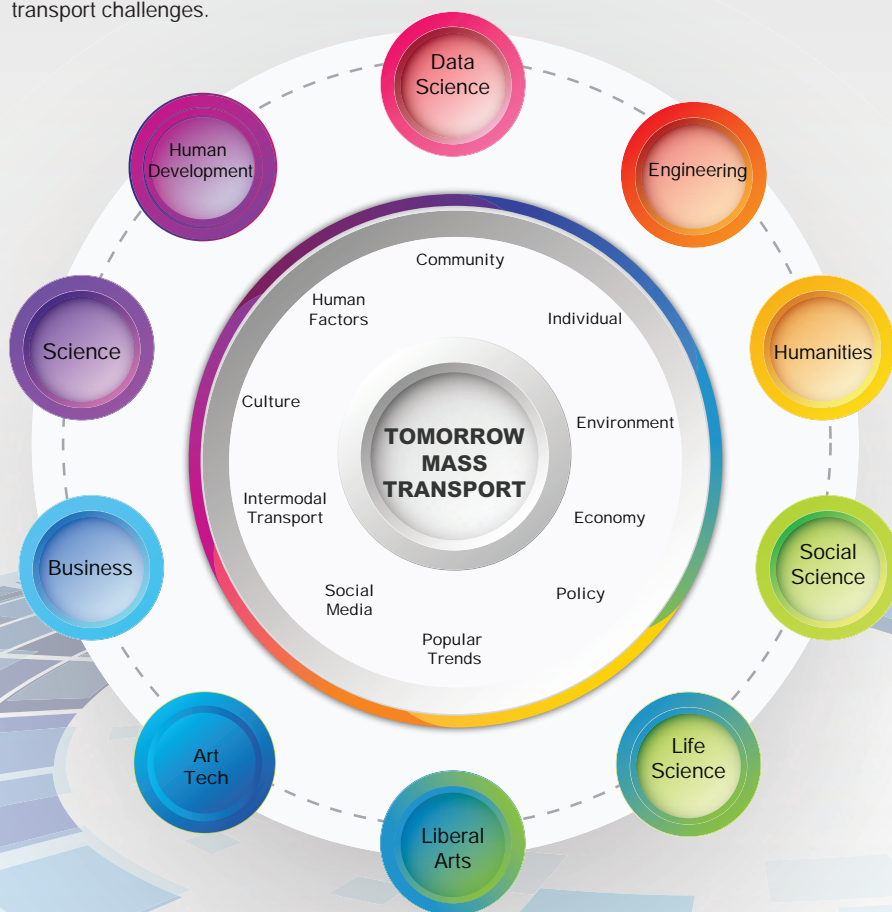 transport challenges.
Data
Science
Human
Development
Engineering
Science
Humanities
Business
Social
Science
Art
Tech
Life
Science
Liberal
Arts
Community
Human
Factors
Individual
Culture
Environment
Intermodal
Transport
Economy
Social
Media
Policy
Popular
Trends
TOMORROW
MASS
TRANSPORT